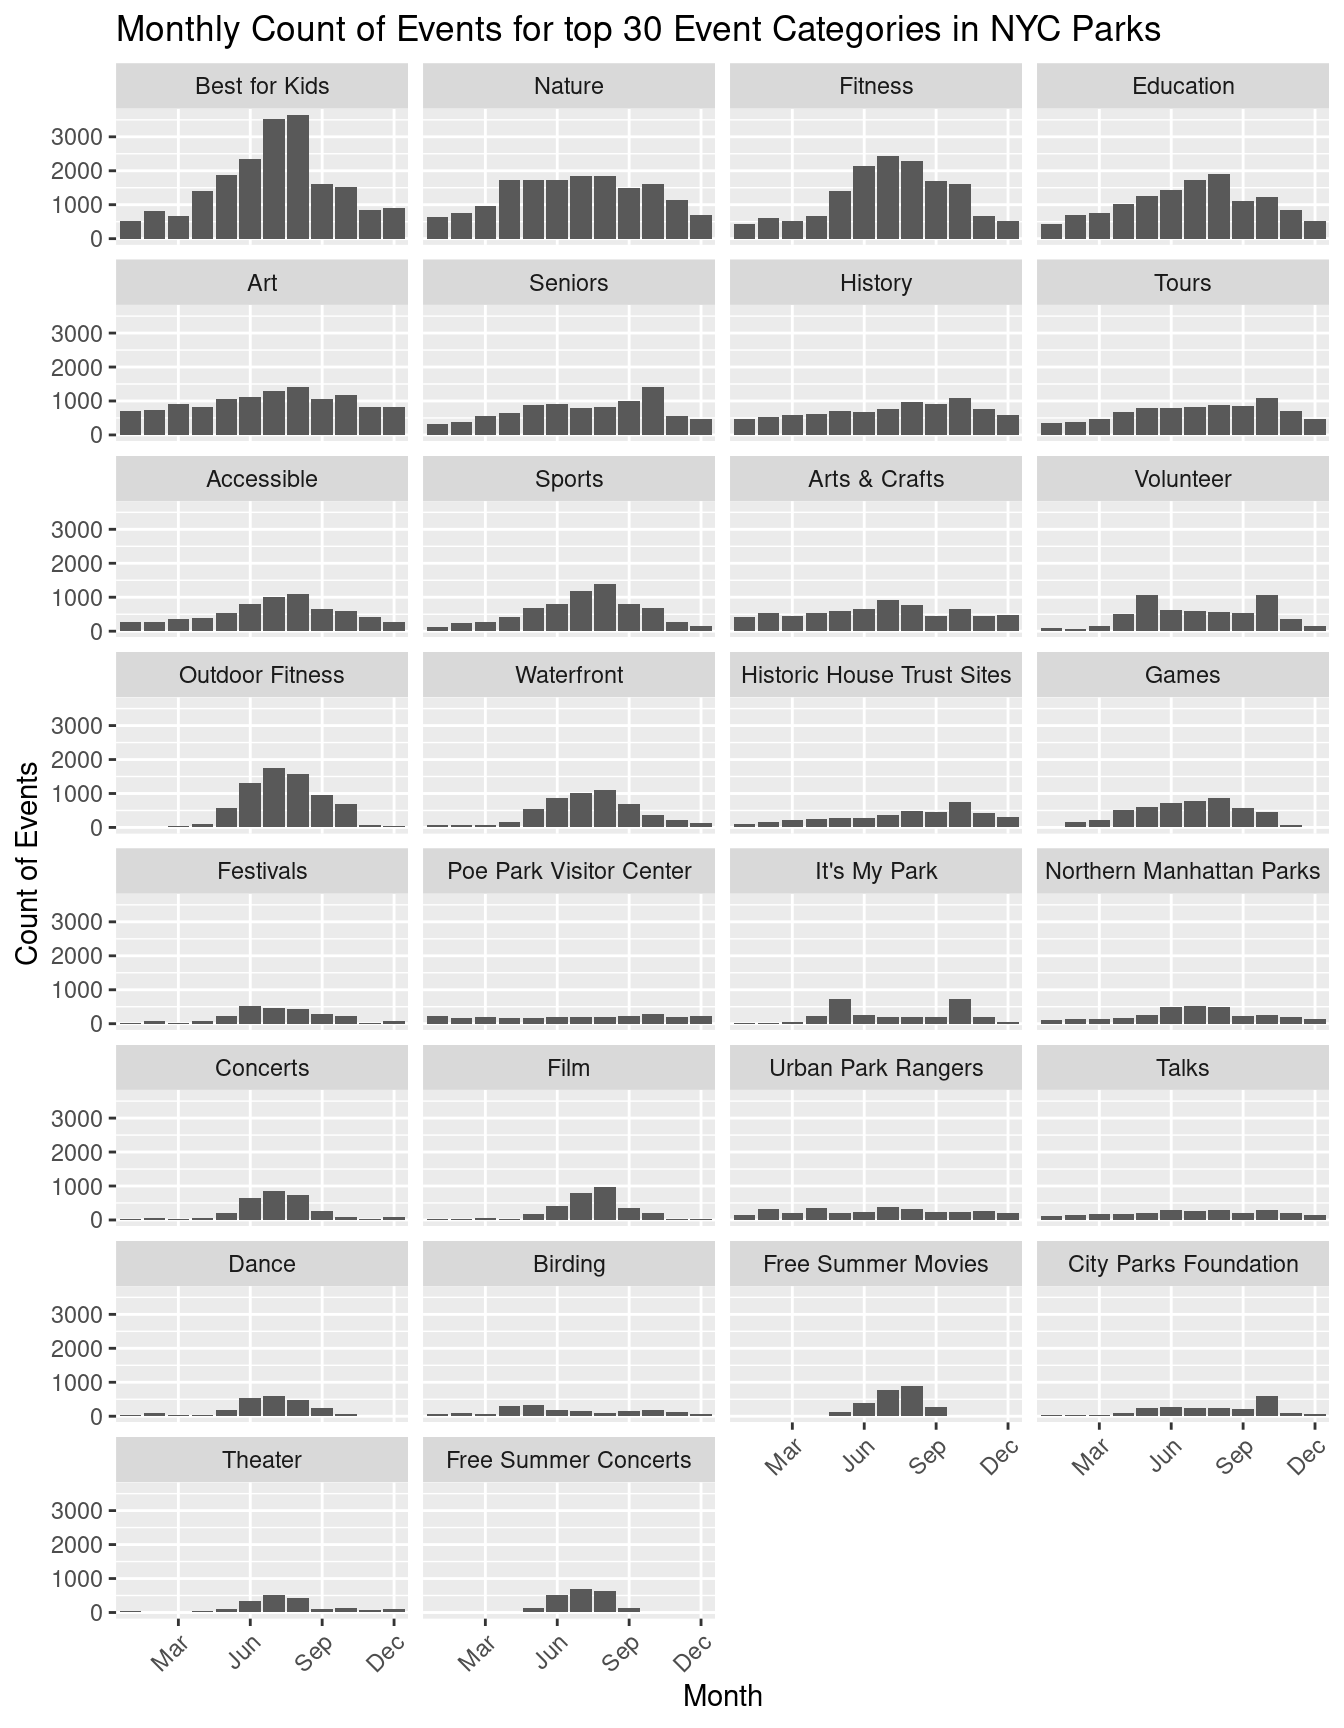 Monthly Count of Events for top 30 Event Categories in NYC Parks
Best for Kids Nature Fitness Education
3000
2000
1000
0
Art Seniors History Tours
3000
2000
1000
0
Accessible Sports Arts & Crafts Volunteer
3000
2000
1000
0
Outdoor Fitness Waterfront Historic House Trust Sites Games
3000
2000
1000
0
Count of Events
Festivals Poe Park Visitor Center It's My Park Northern Manhattan Parks
3000
2000
1000
0
Concerts Film Urban Park Rangers Talks
3000
2000
1000
0
Dance Birding Free Summer Movies City Parks Foundation
3000
2000
1000
0
Mar Jun Sep Dec Mar Jun Sep Dec
Theater Free Summer Concerts
3000
2000
1000
0
Mar Jun Sep Dec Mar Jun Sep Dec
Month